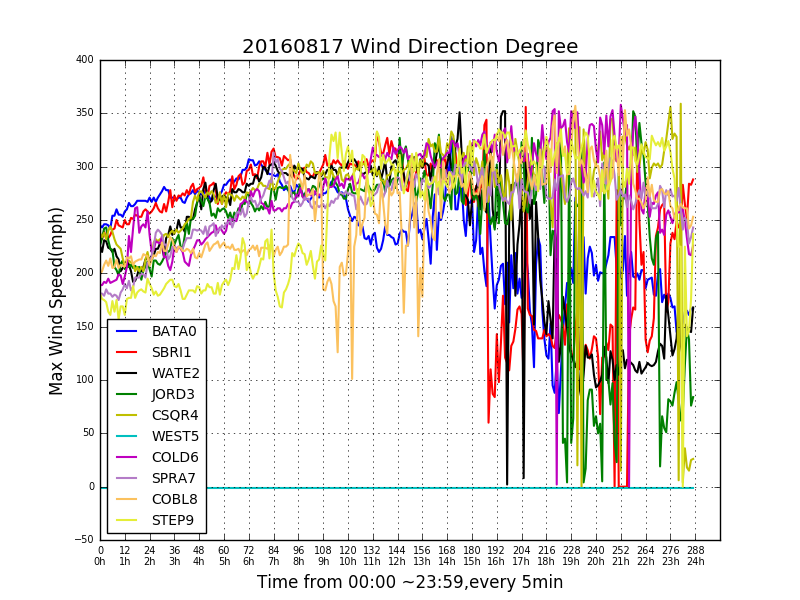 20160817 Wind Direction Degree
Max Wind Speed(mph)
400
350
300
250
200
150
100
50
0
−50
BATA0
SBRI1
WATE2
JORD3
CSQR4
WEST5
COLD6
SPRA7
COBL8
STEP9
0 12 24 36 48 60 72 84 96 108 120 132 144 156 168 180 192 204 216 228 240 252 264 276 288
0h 1h 2h 3h 4h 5h 6h 7h 8h 9h 10h 11h 12h 13h 14h 15h 16h 17h 18h 19h 20h 21h 22h 23h 24h
Time from 00:00 ~23:59,every 5min